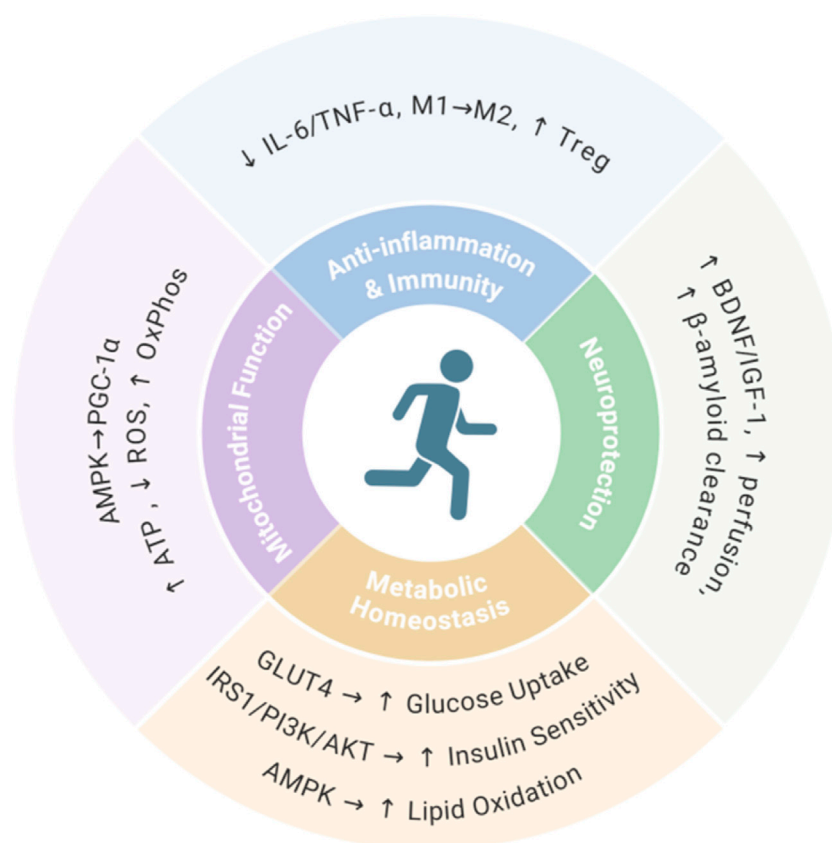 ↓ IL-6/TNF-α, M1→M2, ↑ Treg
Anti-inflammation
& Immunity
↑ BDNF/IGF-1, ↑ perfusion,
↑ β-amyloid clearance
Neuroprotection
Mitochondrial Function
AMPK→PGC-1α
↑ ATP , ↓ ROS, ↑ OxPhos
Metabolic
Homeostasis
GLUT4 → ↑ Glucose Uptake
IRS1/PI3K/AKT → ↑ Insulin Sensitivity
AMPK → ↑ Lipid Oxidation